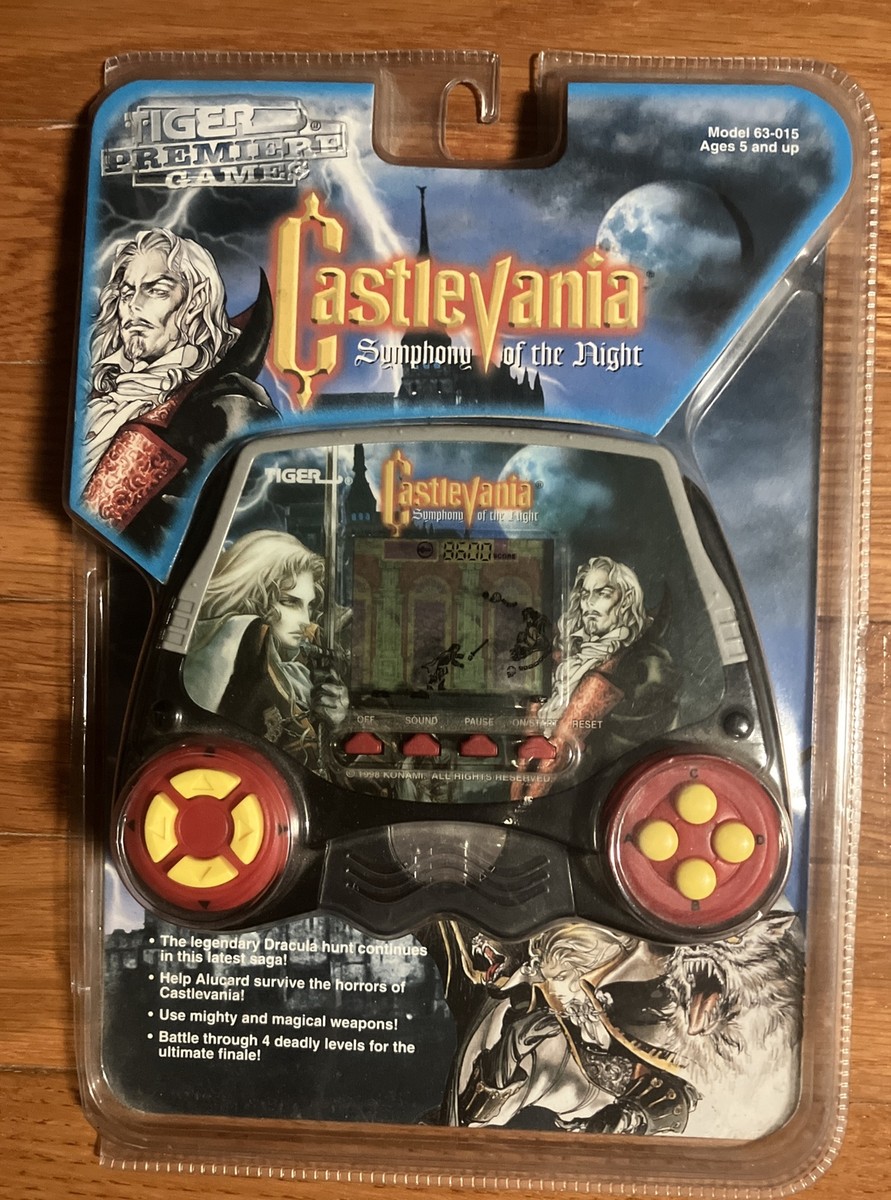 TIGER®
PREMIERE
GAMES
Model 63-015
Ages 5 and up
Castlevania®
Symphony of the Night
TIGER®
Castlevania®
Symphony of the Night
8600 SCORE
OFF SOUND PAUSE ON/START RESET
© 1998 KONAMI. ALL RIGHTS RESERVED.
C
A D
B
• The legendary Dracula hunt continues
in this latest saga!
• Help Alucard survive the horrors of
Castlevania!
• Use mighty and magical weapons!
• Battle through 4 deadly levels for the
ultimate finale!